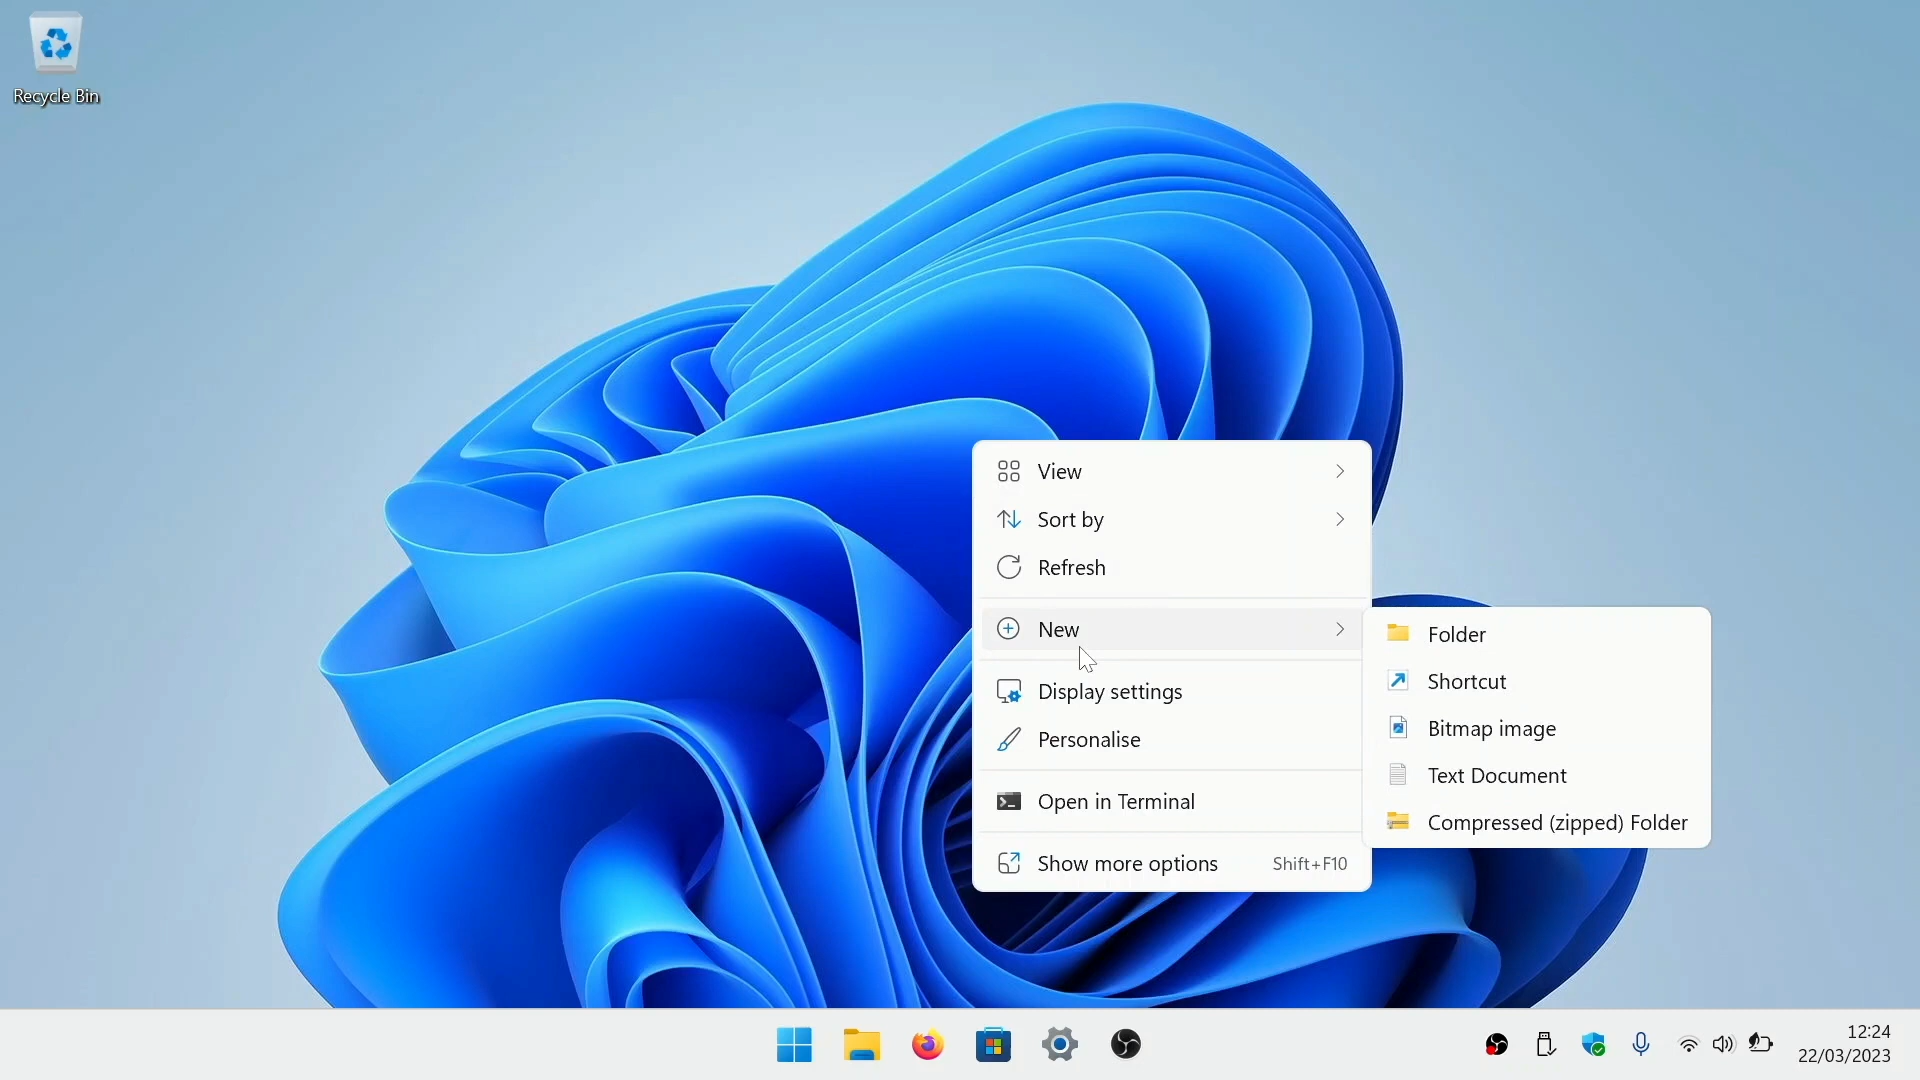 Recycle Bin
View
Sort by
Refresh
New
Display settings
Personalise
Open in Terminal
Show more options Shift+F10
Folder
Shortcut
Bitmap image
Text Document
Compressed (zipped) Folder
12:24
22/03/2023